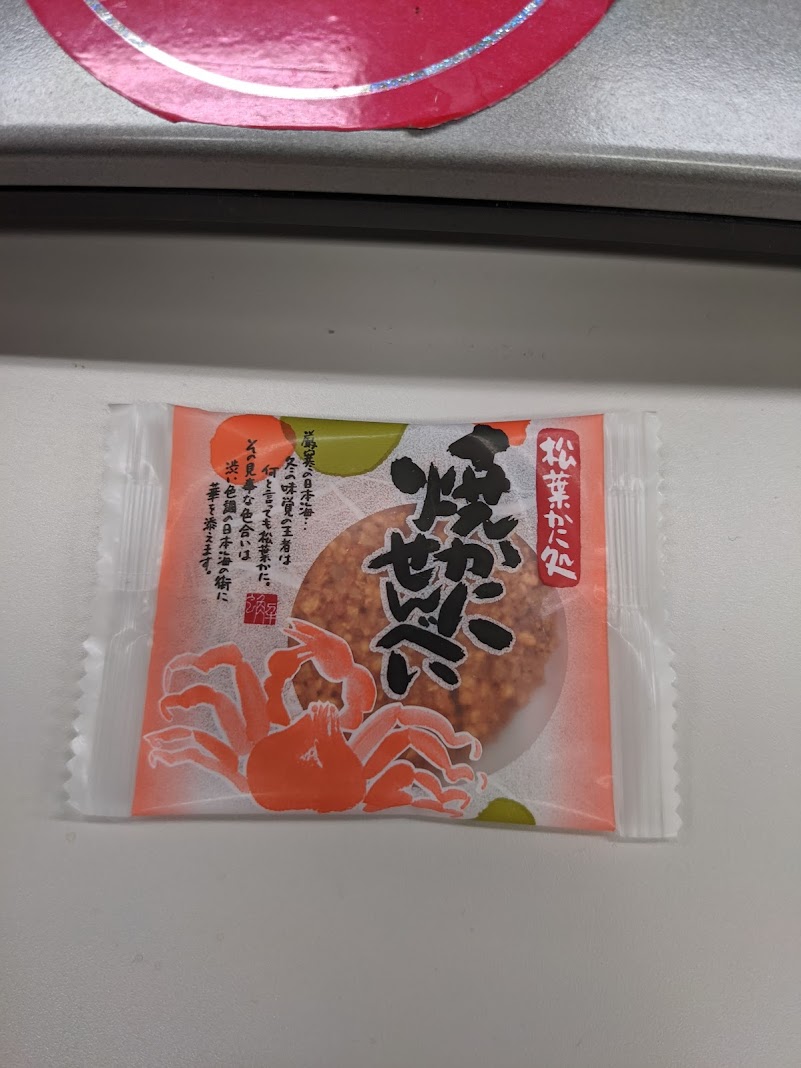 松葉かに処
焼かに
せんべい
厳寒の日本海…
冬の味覚の王者は
何と言っても松葉かに。
その見事な色合いは
渋い色調の日本海の街に
華を添えます。